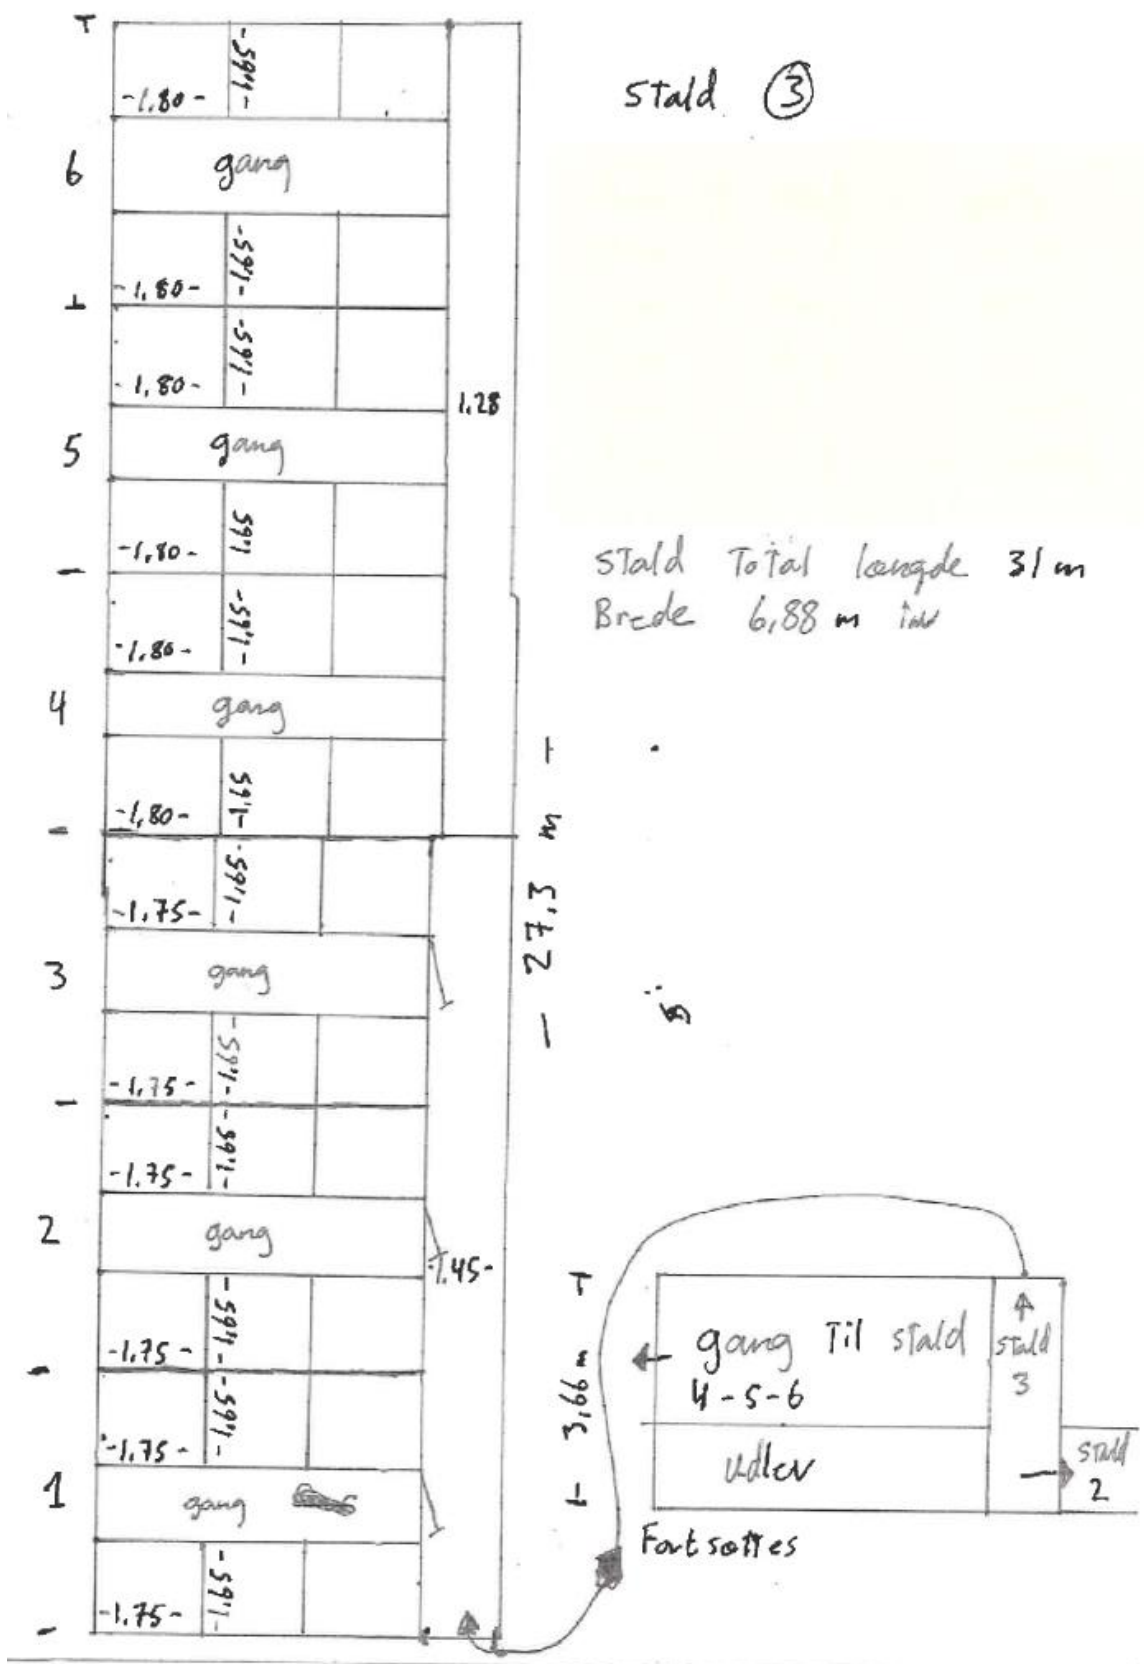 Stald 3
-1.80- -1.65-
6 gang
-1.80- -1.65-
-1.80- -1.65-
1.28
5 gang
-1.80- 1.65
-1.80- -1.65-
4 gang
-1.80- -1.65
-1.75- -1.65-
3 gang
-1.75- -1.65-
-1.75- -1.65-
2 gang
-1.45-
-1.75- -1.65-
-1.75- -1.65-
1 gang
-1.75- -1.65-
27,3 m
Stald Total længde 31 m
Brede 6,88 m
3,66 m
gang Til stald
4-5-6
stald
3
udlev
stald
2
Fortsottes